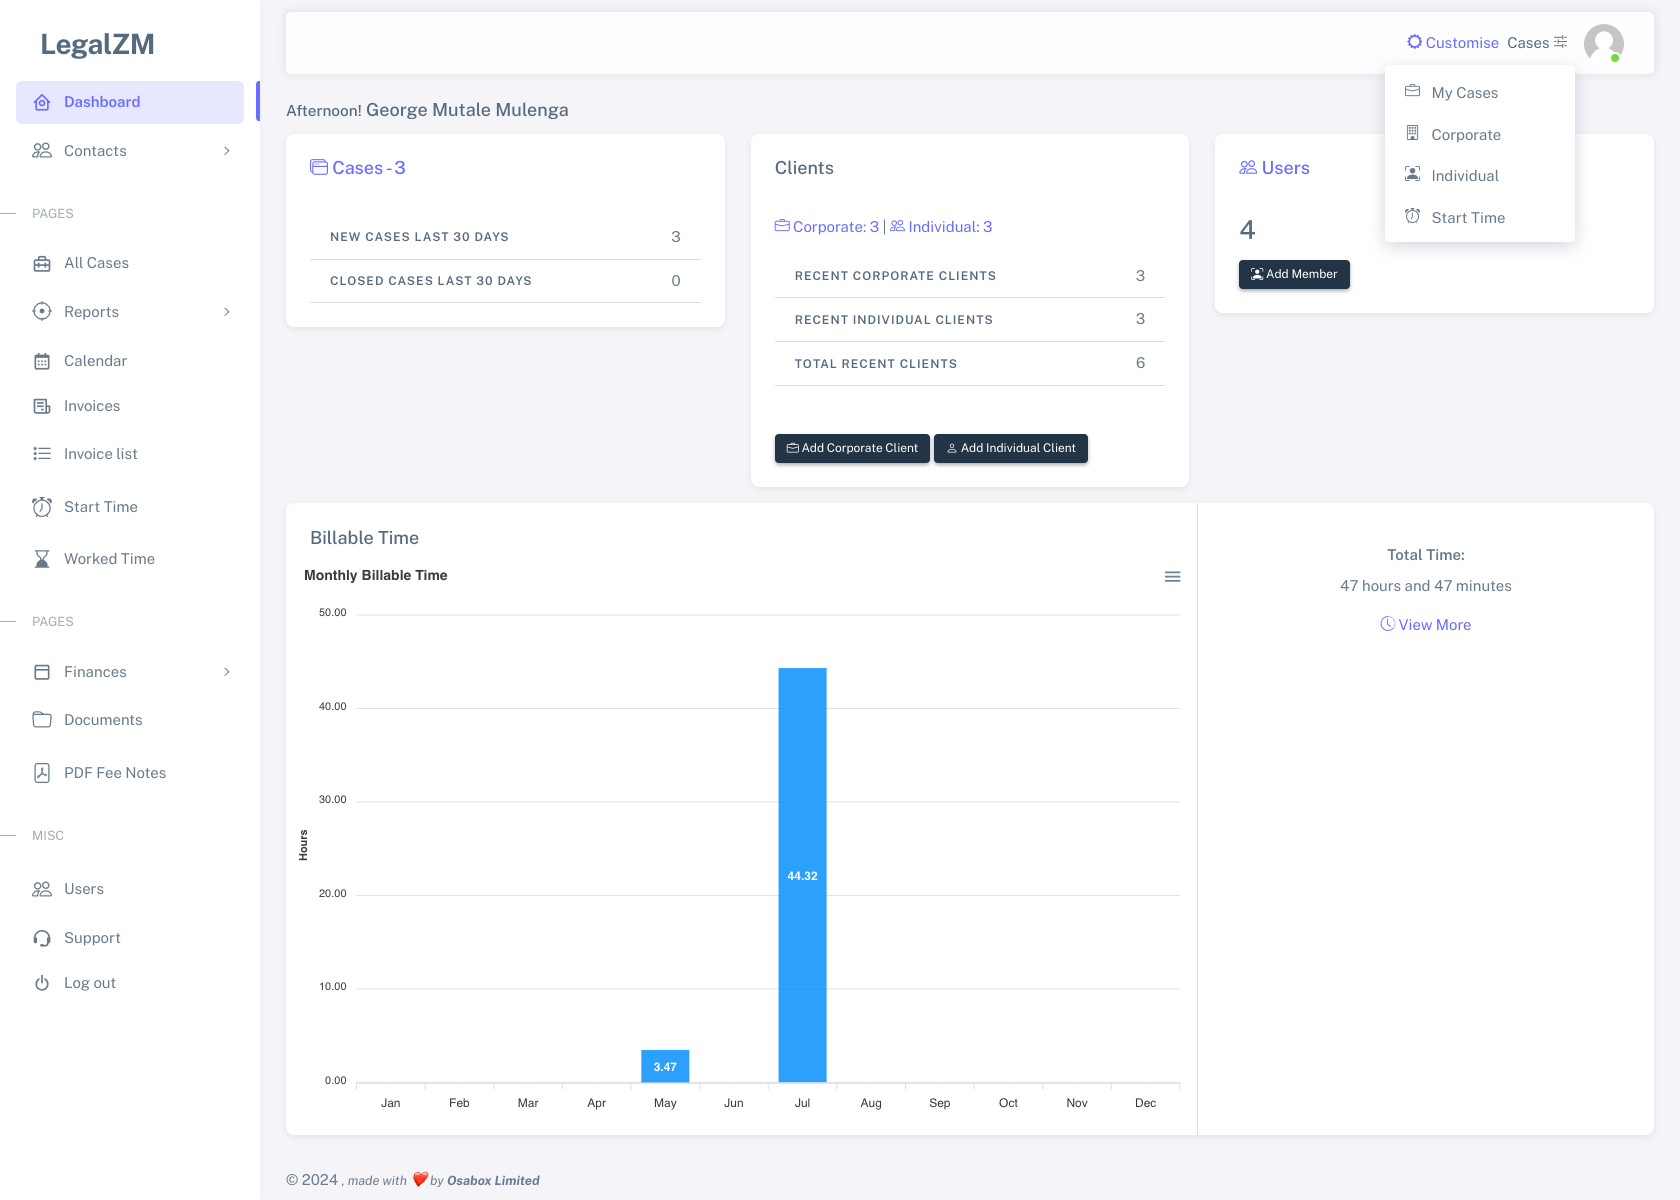 LegalZM
Dashboard
Contacts
PAGES
All Cases
Reports
Calendar
Invoices
Invoice list
Start Time
Worked Time
PAGES
Finances
Documents
PDF Fee Notes
MISC
Users
Support
Log out
Customise Cases
My Cases
Corporate
Individual
Start Time
Afternoon! George Mutale Mulenga
Cases - 3
NEW CASES LAST 30 DAYS 3
CLOSED CASES LAST 30 DAYS 0
Clients
Corporate: 3 | Individual: 3
RECENT CORPORATE CLIENTS 3
RECENT INDIVIDUAL CLIENTS 3
TOTAL RECENT CLIENTS 6
Add Corporate Client Add Individual Client
Users
4
Add Member
Billable Time
Monthly Billable Time
50.00
40.00
30.00
20.00
10.00
0.00
Hours
44.32
3.47
Jan Feb Mar Apr May Jun Jul Aug Sep Oct Nov Dec
Total Time:
47 hours and 47 minutes
View More
© 2024 , made with ❤️ by Osabox Limited